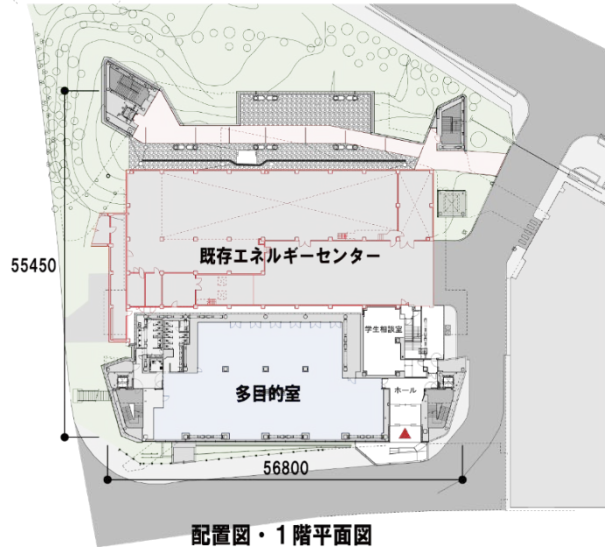 55450
既存エネルギーセンター
学生相談室
多目的室
ホール
56800
配置図・1階平面図